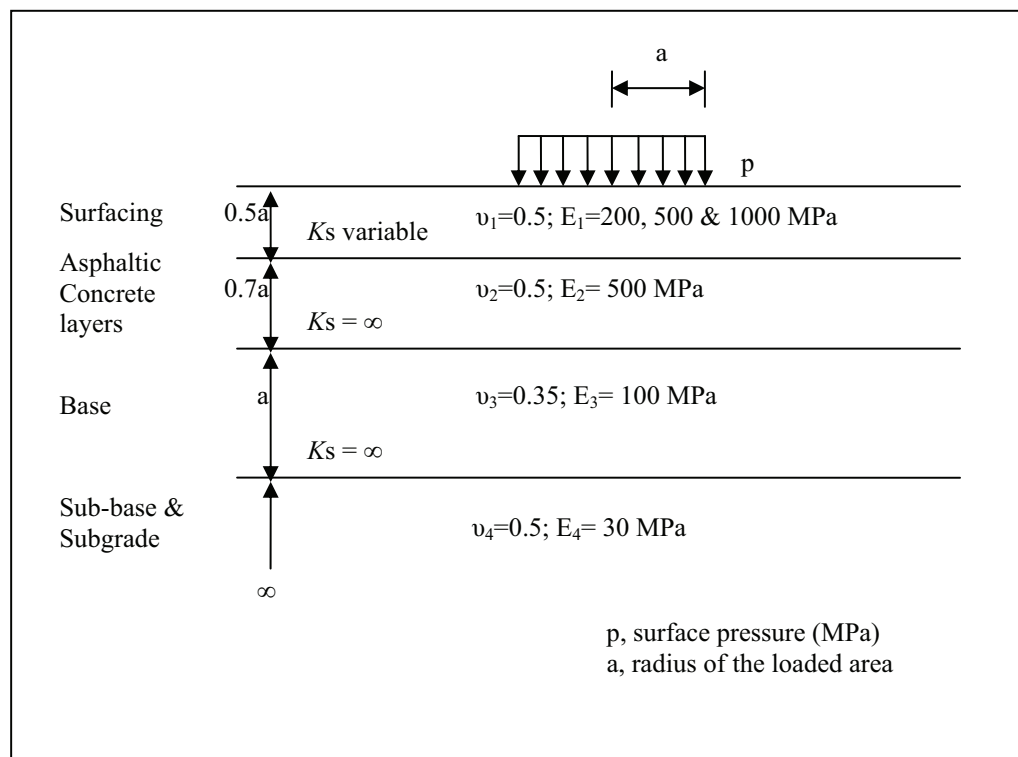 a
p
Surfacing 0.5a υ₁=0.5; E₁=200, 500 & 1000 MPa
Ks variable
Asphaltic
Concrete
layers
0.7a υ₂=0.5; E₂= 500 MPa
Ks = ∞
Base a υ₃=0.35; E₃= 100 MPa
Ks = ∞
Sub-base &
Subgrade
υ₄=0.5; E₄= 30 MPa
∞
p, surface pressure (MPa)
a, radius of the loaded area